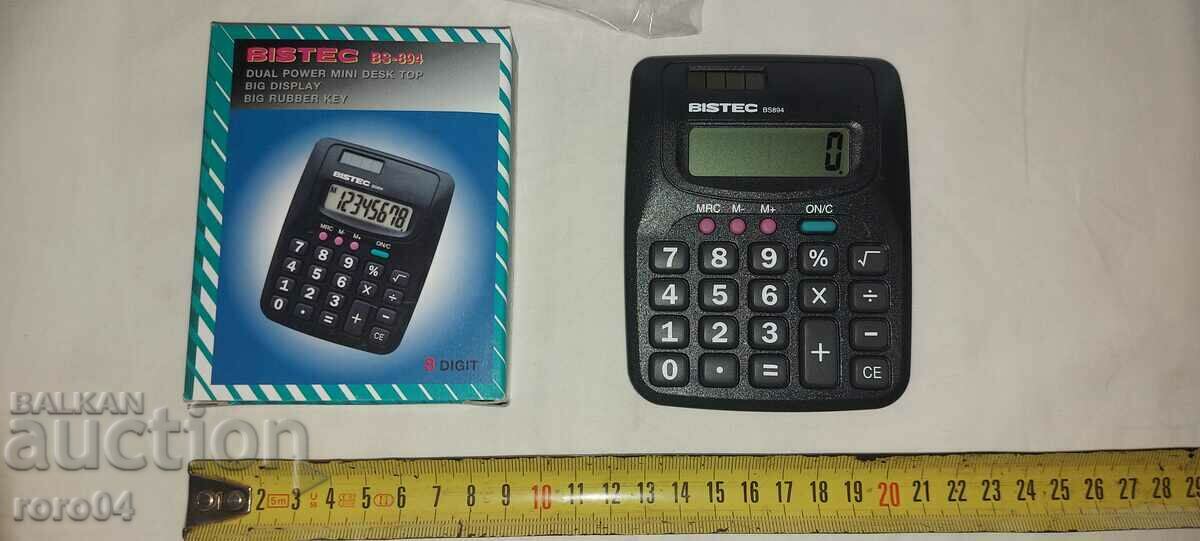 BISTEC BS-894
DUAL POWER MINI DESK TOP
BIG DISPLAY
BIG RUBBER KEY
BISTEC
M
12345678
MRC M- M+ ON/C
7 8 9 % √
4 5 6 X ÷
1 2 3 + −
0 · = CE
8 DIGIT
BISTEC BS894
0.
MRC M- M+ ON/C
7 8 9 % √
4 5 6 X ÷
1 2 3 + −
0 · = CE
BALKAN
auction
roro04
2 5m 3 4 5 6 7 8 9 10 11 12 13 14 15 16 17 18 19 20 21 22 23 24 25 26 27 28 29